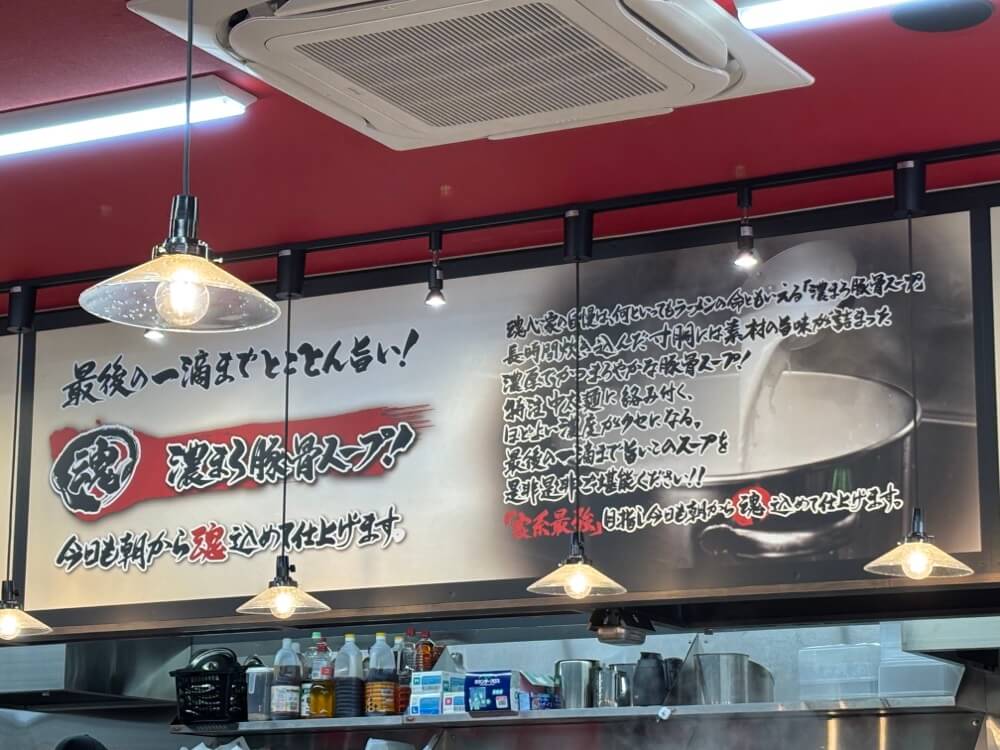 最後の一滴までとことん旨い!
魂
濃まろ豚骨スープ!
今日も朝から魂込めて仕上げます。
魂心家の自慢は、何といってもラーメンの命ともいえる「濃まろ豚骨スープ」
長時間炊き込んだ寸胴には素材の旨味が詰まった
濃厚でかつまろやかな豚骨スープ!
特注中太麺に絡み付く、
ほどよい濃度がクセになる。
最後の一滴まで旨いこのスープを
是非是非ご堪能ください!!
「家系最強」目指し今日も朝から魂込めて仕上げます。